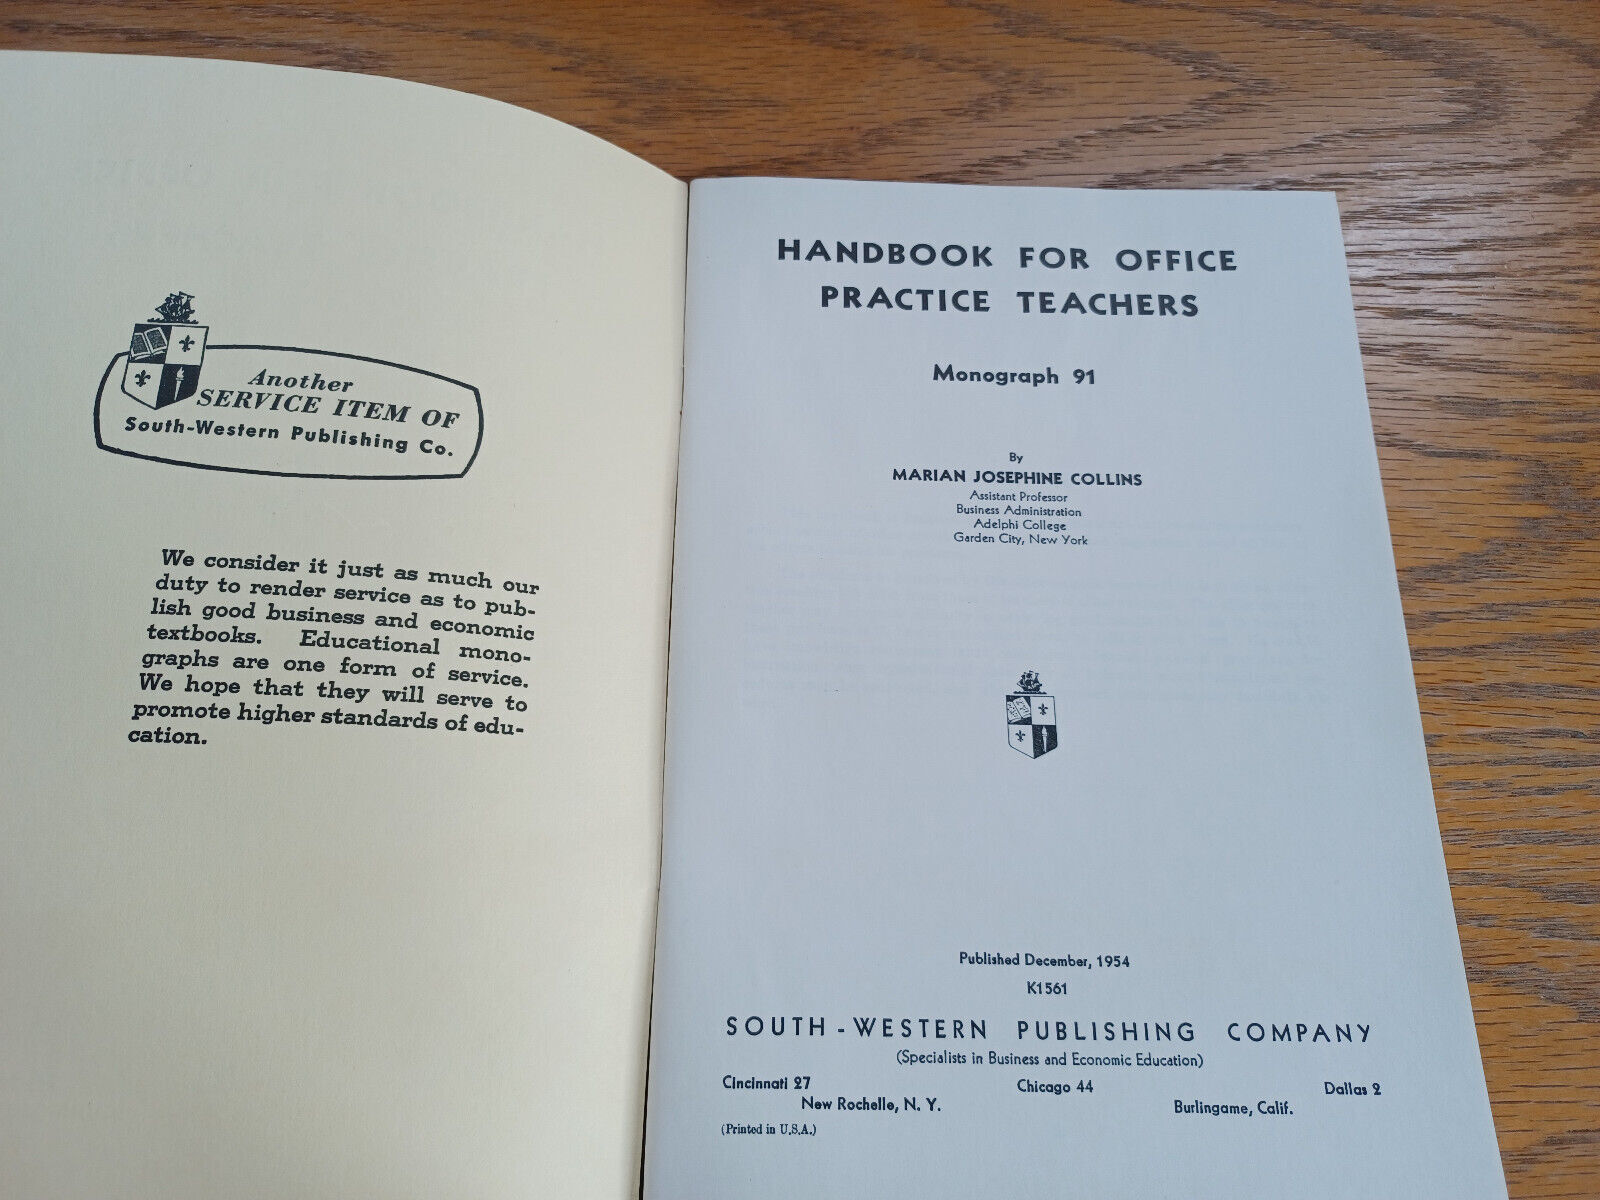 Another
SERVICE ITEM OF
South-Western Publishing Co.
We consider it just as much our
duty to render service as to pub-
lish good business and economic
textbooks. Educational mono-
graphs are one form of service.
We hope that they will serve to
promote higher standards of edu-
cation.
HANDBOOK FOR OFFICE
PRACTICE TEACHERS
Monograph 91
By
MARIAN JOSEPHINE COLLINS
Assistant Professor
Business Administration
Adelphi College
Garden City, New York
Published December, 1954
K1561
SOUTH-WESTERN PUBLISHING COMPANY
(Specialists in Business and Economic Education)
Cincinnati 27 Chicago 44 Dallas 2
New Rochelle, N. Y. Burlingame, Calif.
(Printed in U.S.A.)